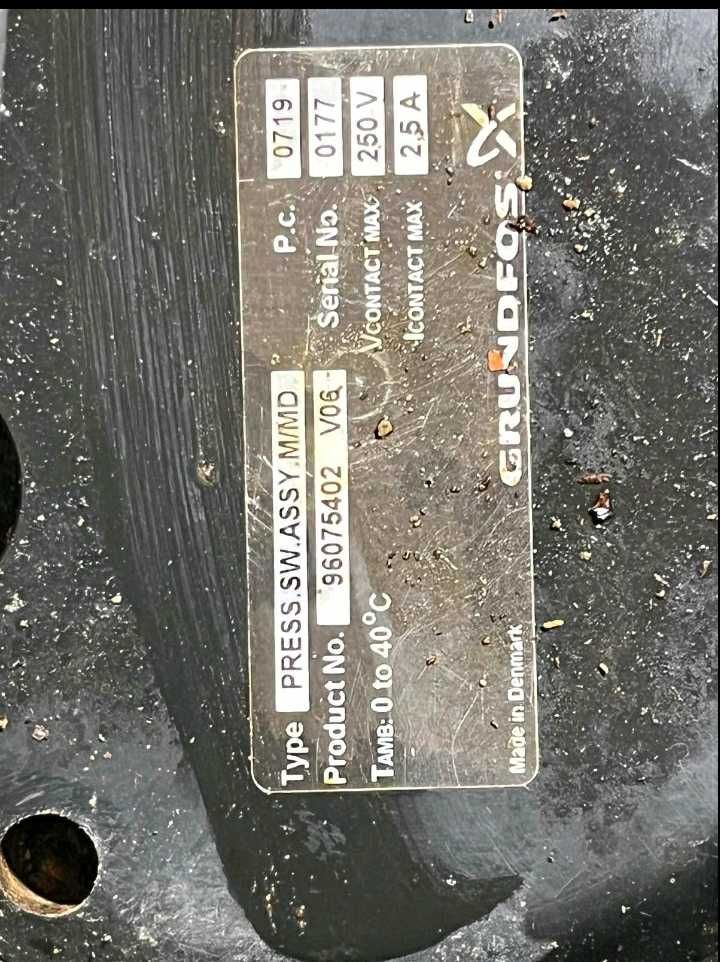 Type PRESS.SW.ASSY.M/MD P.c. 0719
Product No. 96075402 V06 Serial No. 0177
TAMB: 0 to 40°C VCONTACT MAX 250 V
ICONTACT MAX 2,5 A
Made in Denmark GRUNDFOS